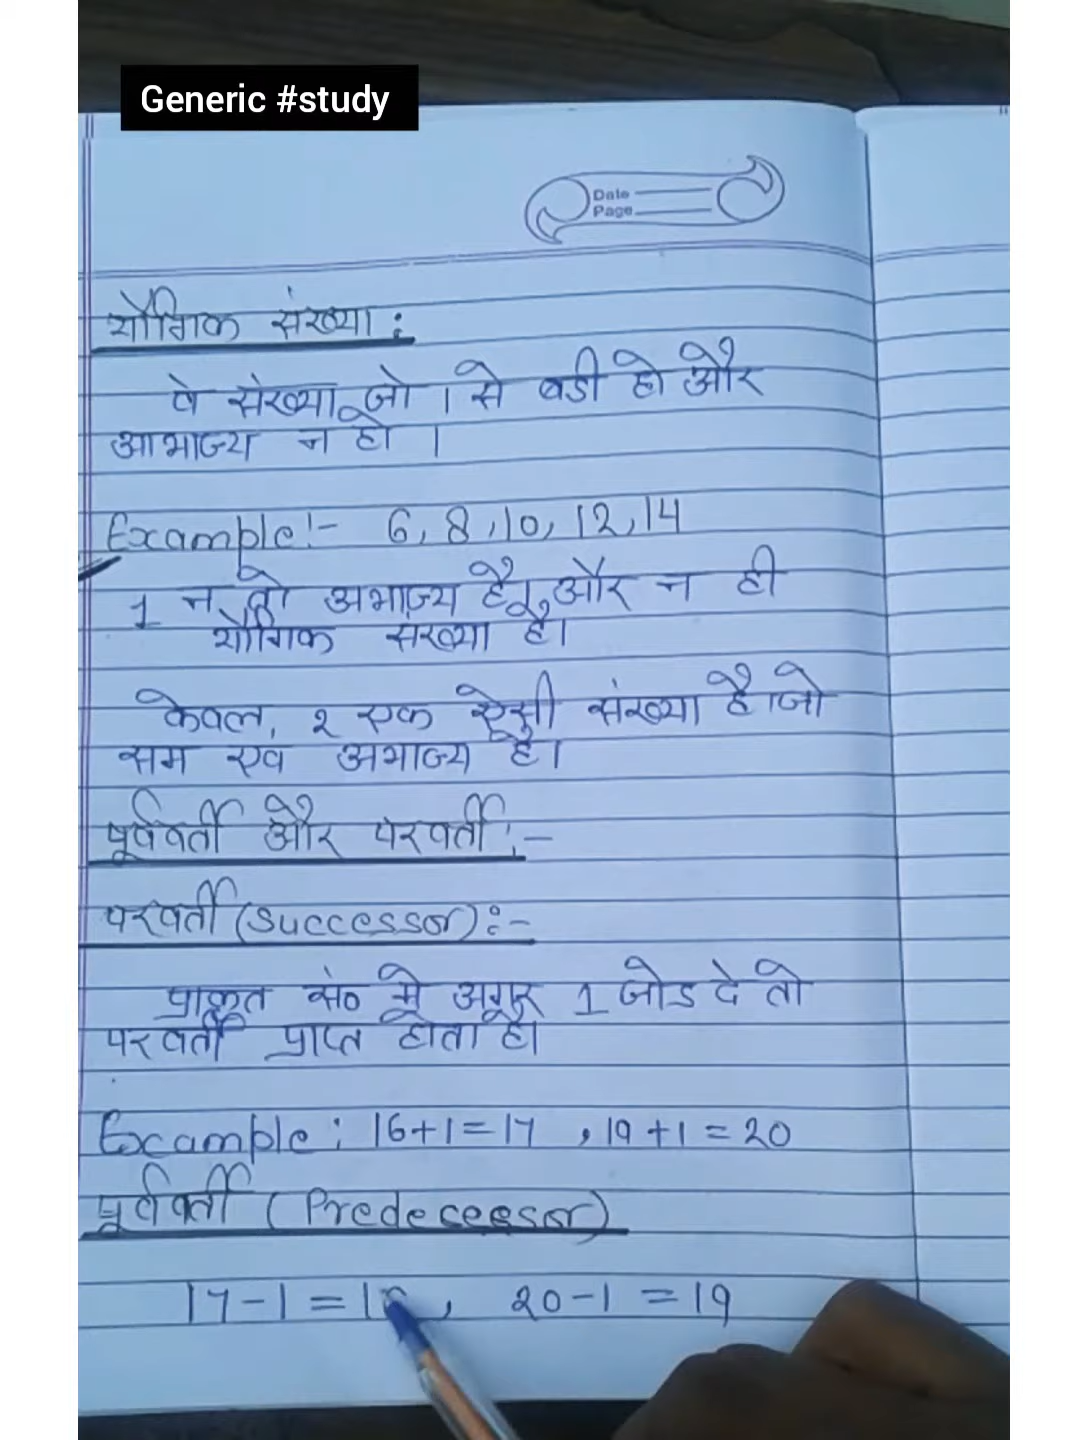 Generic #study
Date
Page
यौगिक संख्या :
वे संख्या जो 1 से बडी हो और
आभाज्य न हो ।
Example:- 6, 8, 10, 12, 14
1 न तो अभाज्य है, और न ही
यौगिक संख्या है।
केवल, 2 एक ऐसी संख्या है जो
सम एव अभाज्य है।
पूर्ववर्ती और परवर्ती :-
परवर्ती (Successor) :-
प्राकृत सं० मे अगर 1 जोड दे तो
परवर्ती प्राप्त होता है।
Example : 16+1=17 , 19+1=20
पूर्ववर्ती (Predecessor)
17-1 = 1 , 20-1 = 19